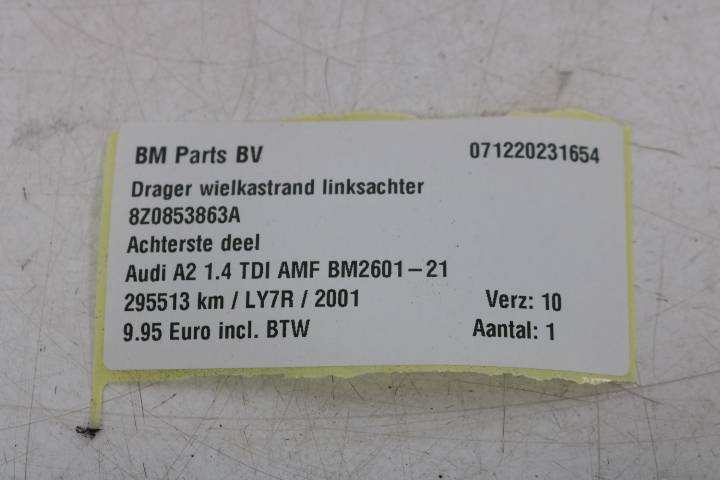 BM Parts BV 071220231654
Drager wielkastrand linksachter
8Z0853863A
Achterste deel
Audi A2 1.4 TDI AMF BM2601-21
295513 km / LY7R / 2001 Verz: 10
9.95 Euro incl. BTW Aantal: 1